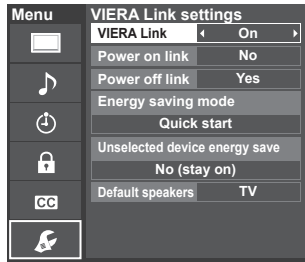 Menu
VIERA Link settings
VIERA Link On
Power on link No
Power off link Yes
Energy saving mode
Quick start
Unselected device energy save
No (stay on)
Default speakers TV
CC